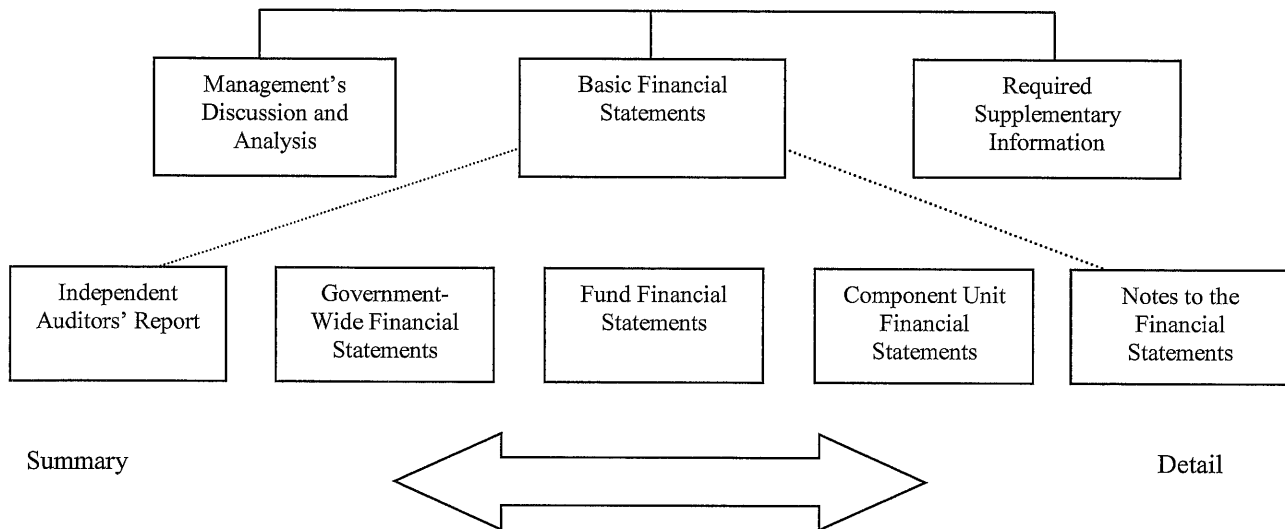 Management's
Discussion and
Analysis
Basic Financial
Statements
Required
Supplementary
Information
Independent
Auditors' Report
Government-
Wide Financial
Statements
Fund Financial
Statements
Component Unit
Financial
Statements
Notes to the
Financial
Statements
Summary
Detail